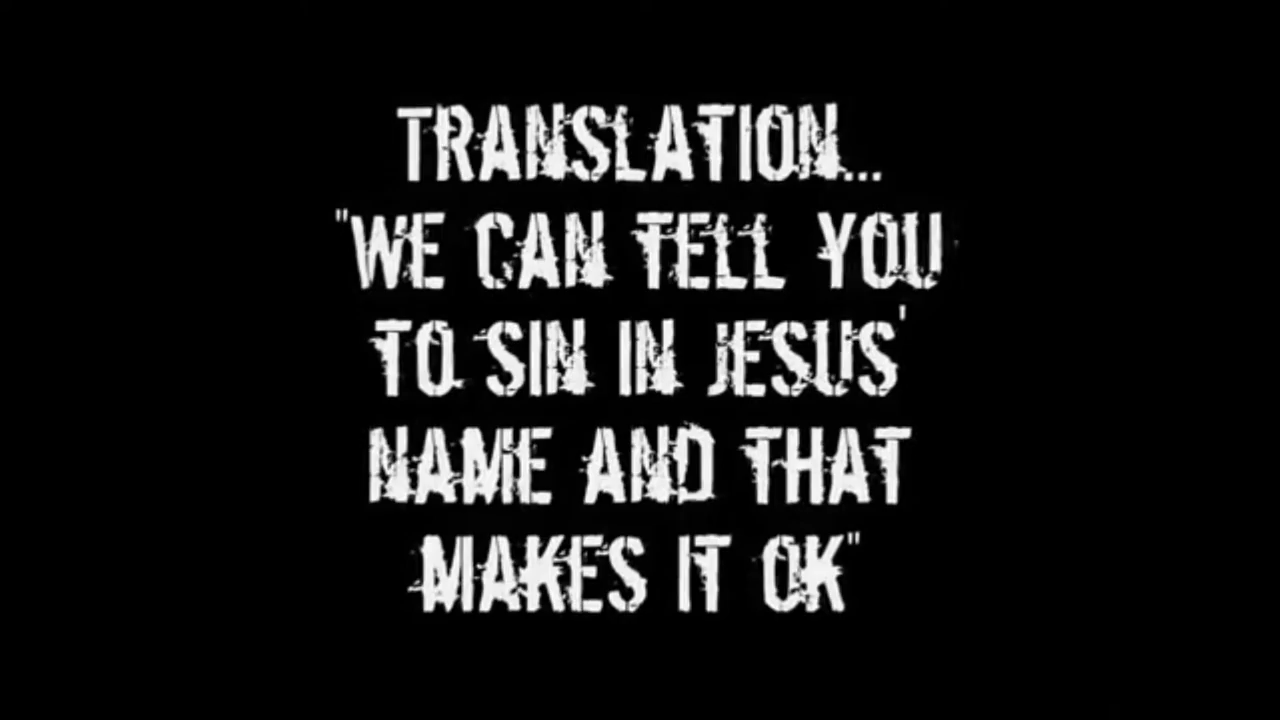 TRANSLATION...
"WE CAN TELL YOU
TO SIN IN JESUS'
NAME AND THAT
MAKES IT OK"